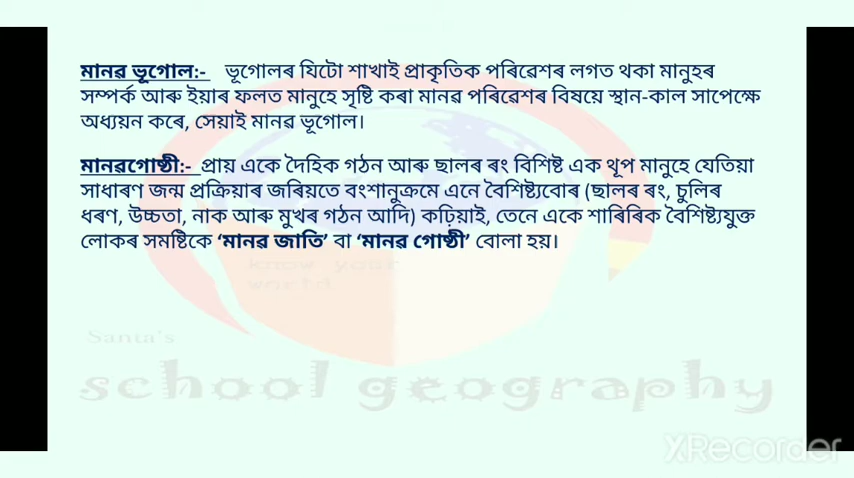 মানৱ ভূগোল:- ভূগোলৰ যিটো শাখাই প্ৰাকৃতিক পৰিৱেশৰ লগত থকা মানুহৰ
সম্পৰ্ক আৰু ইয়াৰ ফলত মানুহে সৃষ্টি কৰা মানৱ পৰিৱেশৰ বিষয়ে স্থান-কাল সাপেক্ষে
অধ্যয়ন কৰে, সেয়াই মানৱ ভূগোল।
মানৱগোষ্ঠী:- প্ৰায় একে দৈহিক গঠন আৰু ছালৰ ৰং বিশিষ্ট এক থূপ মানুহে যেতিয়া
সাধাৰণ জন্ম প্ৰক্ৰিয়াৰ জৰিয়তে বংশানুক্ৰমে এনে বৈশিষ্ট্যবোৰ (ছালৰ ৰং, চুলিৰ
ধৰণ, উচ্চতা, নাক আৰু মুখৰ গঠন আদি) কঢ়িয়াই, তেনে একে শাৰিৰিক বৈশিষ্ট্যযুক্ত
লোকৰ সমষ্টিকে ‘মানৱ জাতি’ বা ‘মানৱ গোষ্ঠী’ বোলা হয়।
know your
world
Santa's
school geography
XRecorder